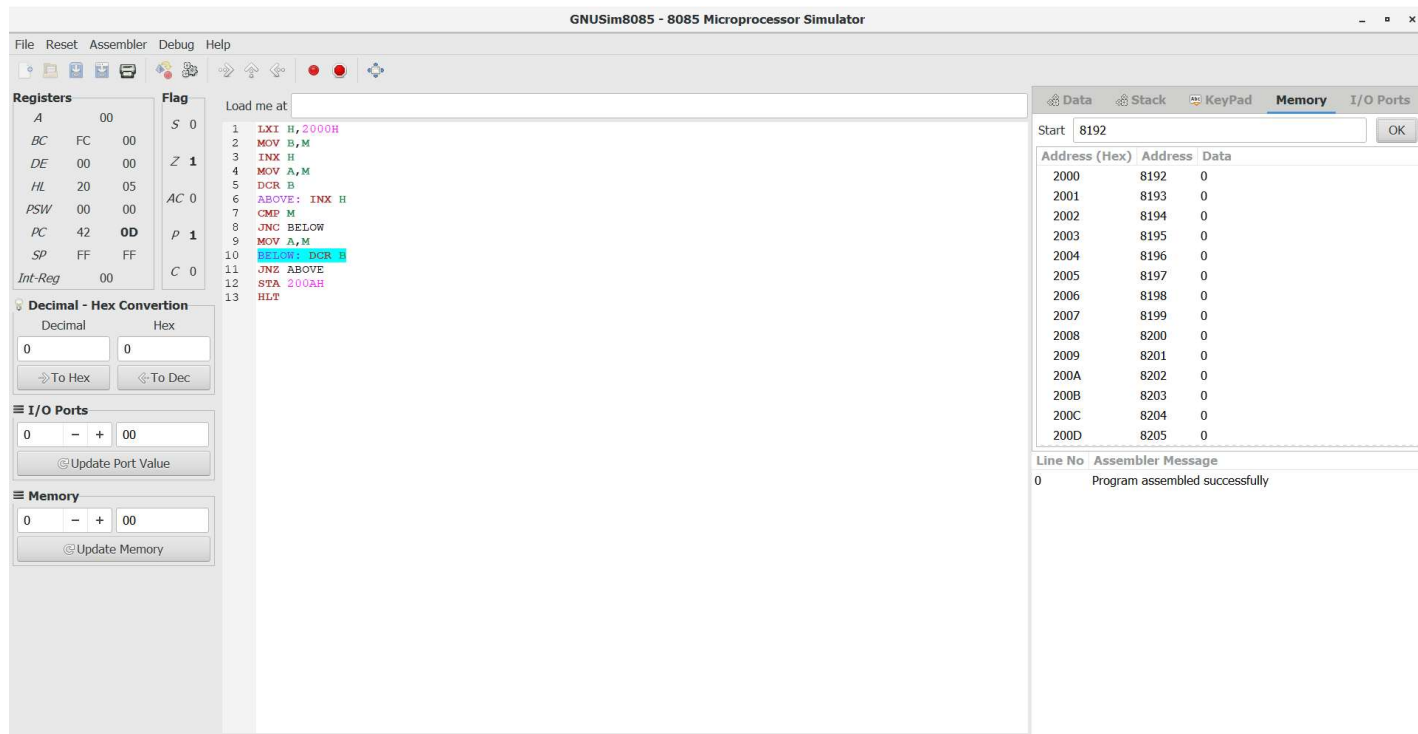 GNUSim8085 - 8085 Microprocessor Simulator
File Reset Assembler Debug Help
Registers
A 00
BC FC 00
DE 00 00
HL 20 05
PSW 00 00
PC 42 0D
SP FF FF
Int-Reg 00
Flag
S 0
Z 1
AC 0
P 1
C 0
Decimal - Hex Convertion
Decimal Hex
0 0
To Hex To Dec
I/O Ports
0 - + 00
Update Port Value
Memory
0 - + 00
Update Memory
Load me at
1 LXI H,2000H
2 MOV B,M
3 INX H
4 MOV A,M
5 DCR B
6 ABOVE: INX H
7 CMP M
8 JNC BELOW
9 MOV A,M
10 BELOW: DCR B
11 JNZ ABOVE
12 STA 200AH
13 HLT
Data Stack KeyPad Memory I/O Ports
Start 8192 OK
Address (Hex) Address Data
2000 8192 0
2001 8193 0
2002 8194 0
2003 8195 0
2004 8196 0
2005 8197 0
2006 8198 0
2007 8199 0
2008 8200 0
2009 8201 0
200A 8202 0
200B 8203 0
200C 8204 0
200D 8205 0
Line No Assembler Message
0 Program assembled successfully